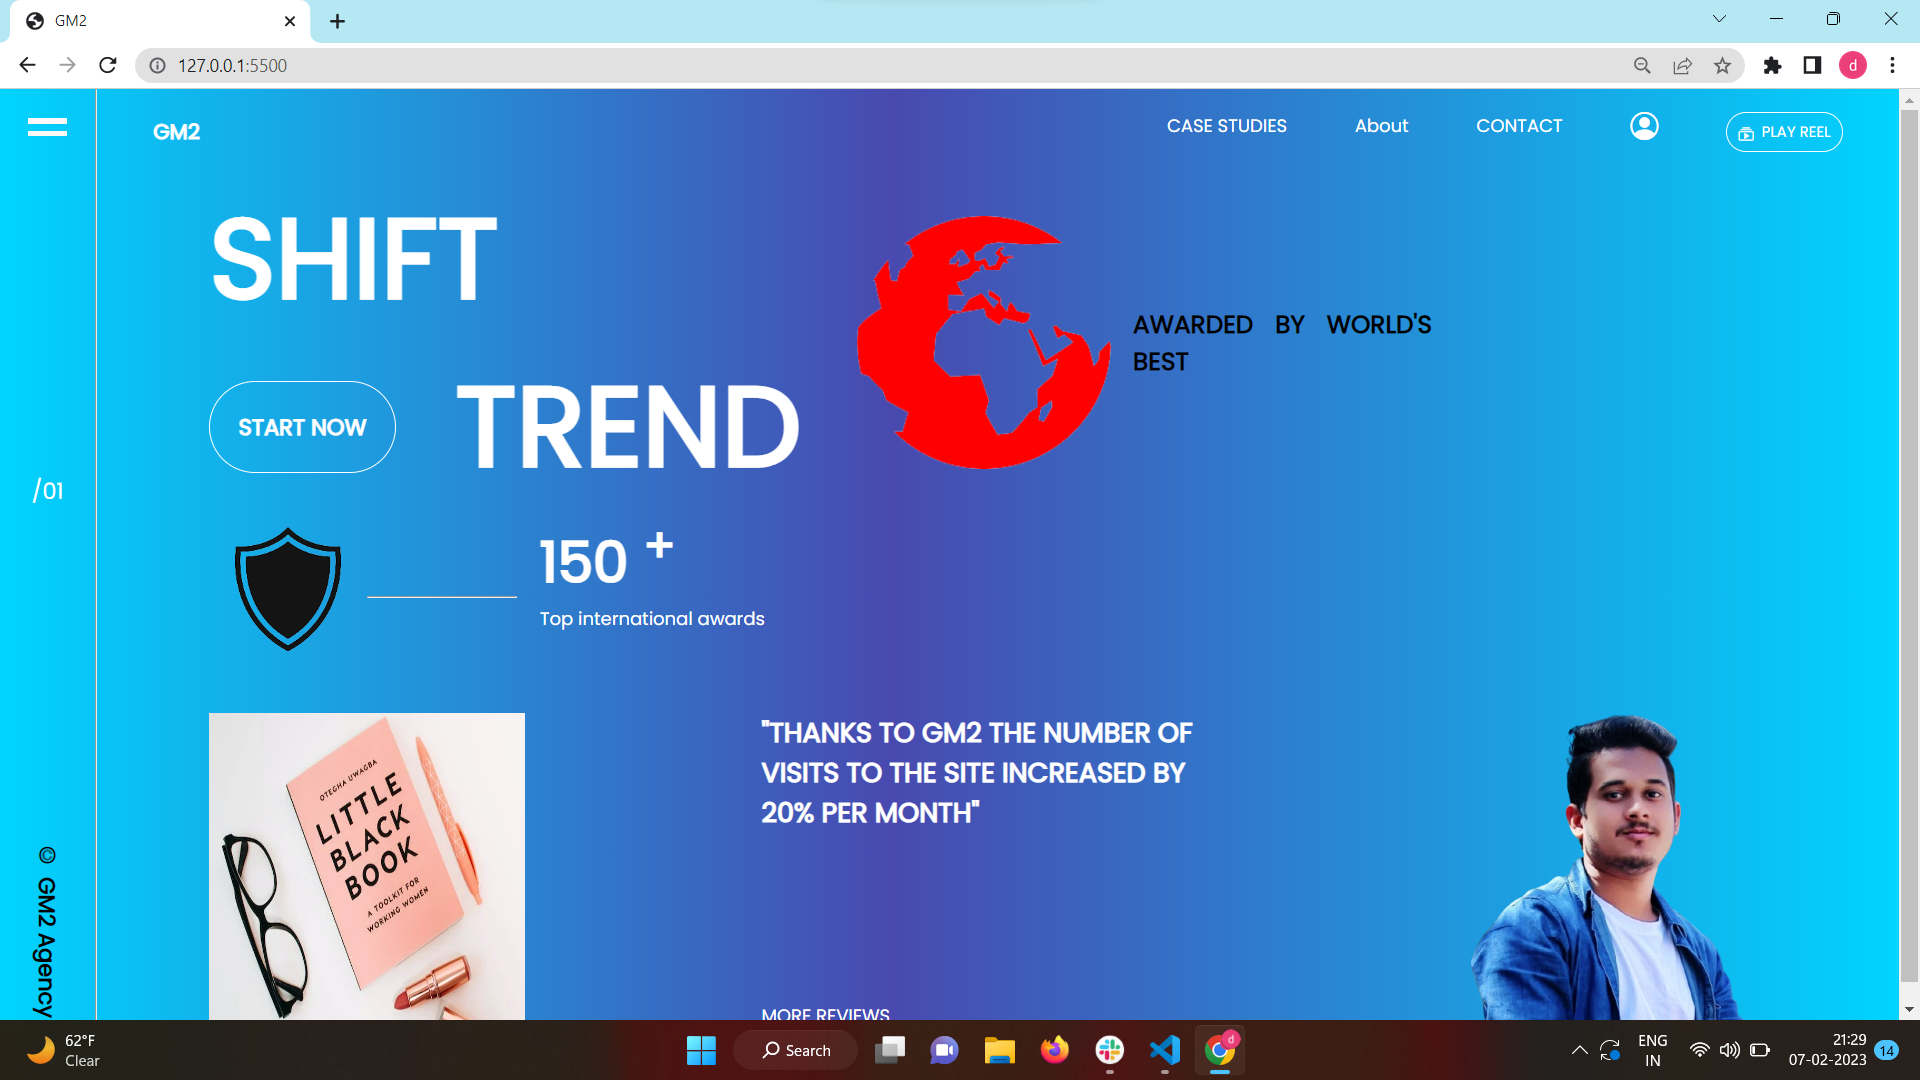 GM2
127.0.0.1:5500
d
GM2
CASE STUDIES
About
CONTACT
PLAY REEL
SHIFT
START NOW
TREND
AWARDED BY WORLD'S
BEST
/01
150 +
Top international awards
OTEGHA UWAGBA
LITTLE
BLACK
BOOK
A TOOLKIT FOR
WORKING WOMEN
"THANKS TO GM2 THE NUMBER OF
VISITS TO THE SITE INCREASED BY
20% PER MONTH"
MORE REVIEWS
© GM2 Agency
62°F
Clear
Search
d
ENG
IN
21:29
07-02-2023
14